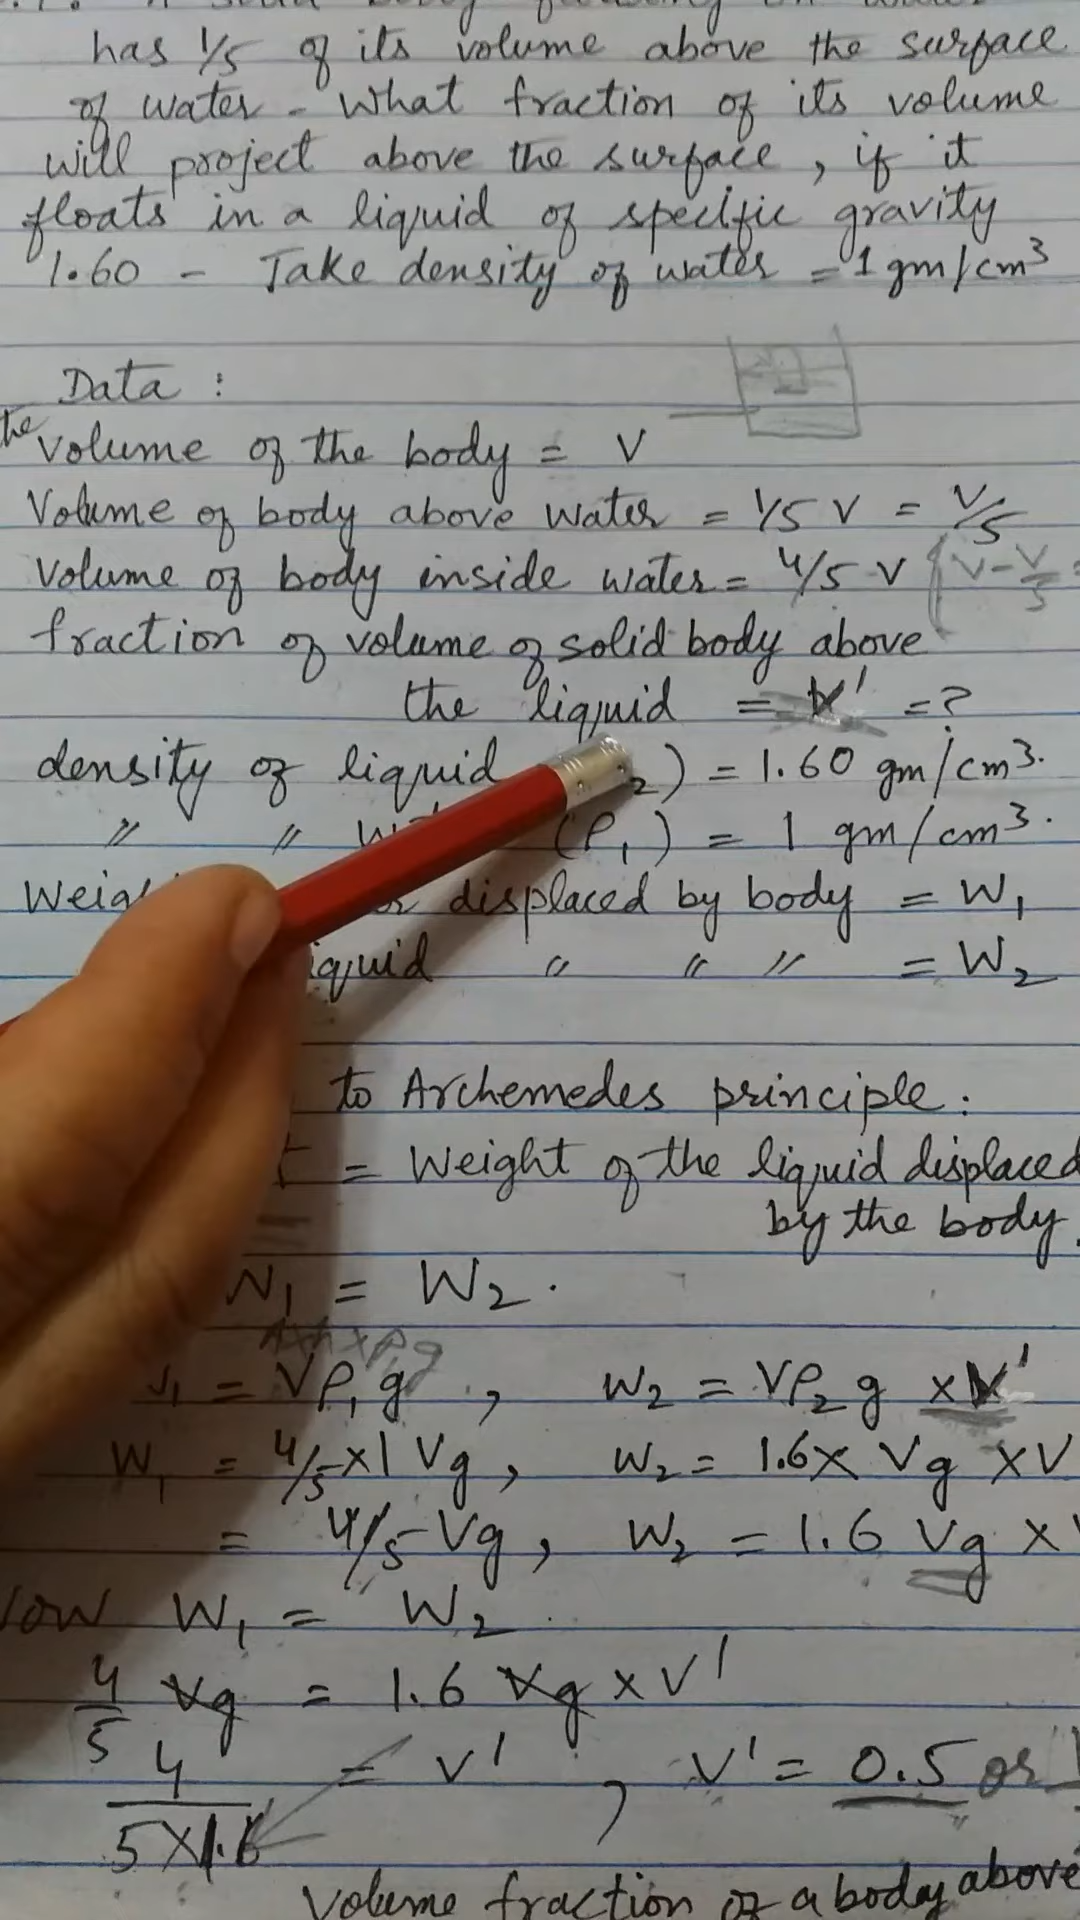 has 1/5 of its volume above the surface
of water - What fraction of its volume
will project above the surface, if it
floats in a liquid of specific gravity
1.60 - Take density of water = 1 gm/cm³
Data :
the
Volume of the body = V
Volume of body above Water = 1/5 V = V/5
Volume of body inside water = 4/5 V { V - V/5 =
fraction of volume of solid body above
the liquid = V' = ?
density of liquid 2) = 1.60 gm/cm³.
" " (ρ₁) = 1 gm/cm³.
displaced by body = W₁
iquid " " " = W₂
to Archemedes principle :
= Weight of the liquid displaced
by the body.
W₁ = W₂ .
= Vρ₁g , W₂ = Vρ₂ g × V'
W₁ = 4/5 × 1 Vg , W₂ = 1.6 × Vg × V
= 4/5 Vg , W₂ = 1.6 Vg ×
Now W₁ = W₂
4/5 Vg = 1.6 Vg × V'
4/5×1.6 = V' , V' = 0.5 or
Volume fraction of a body above